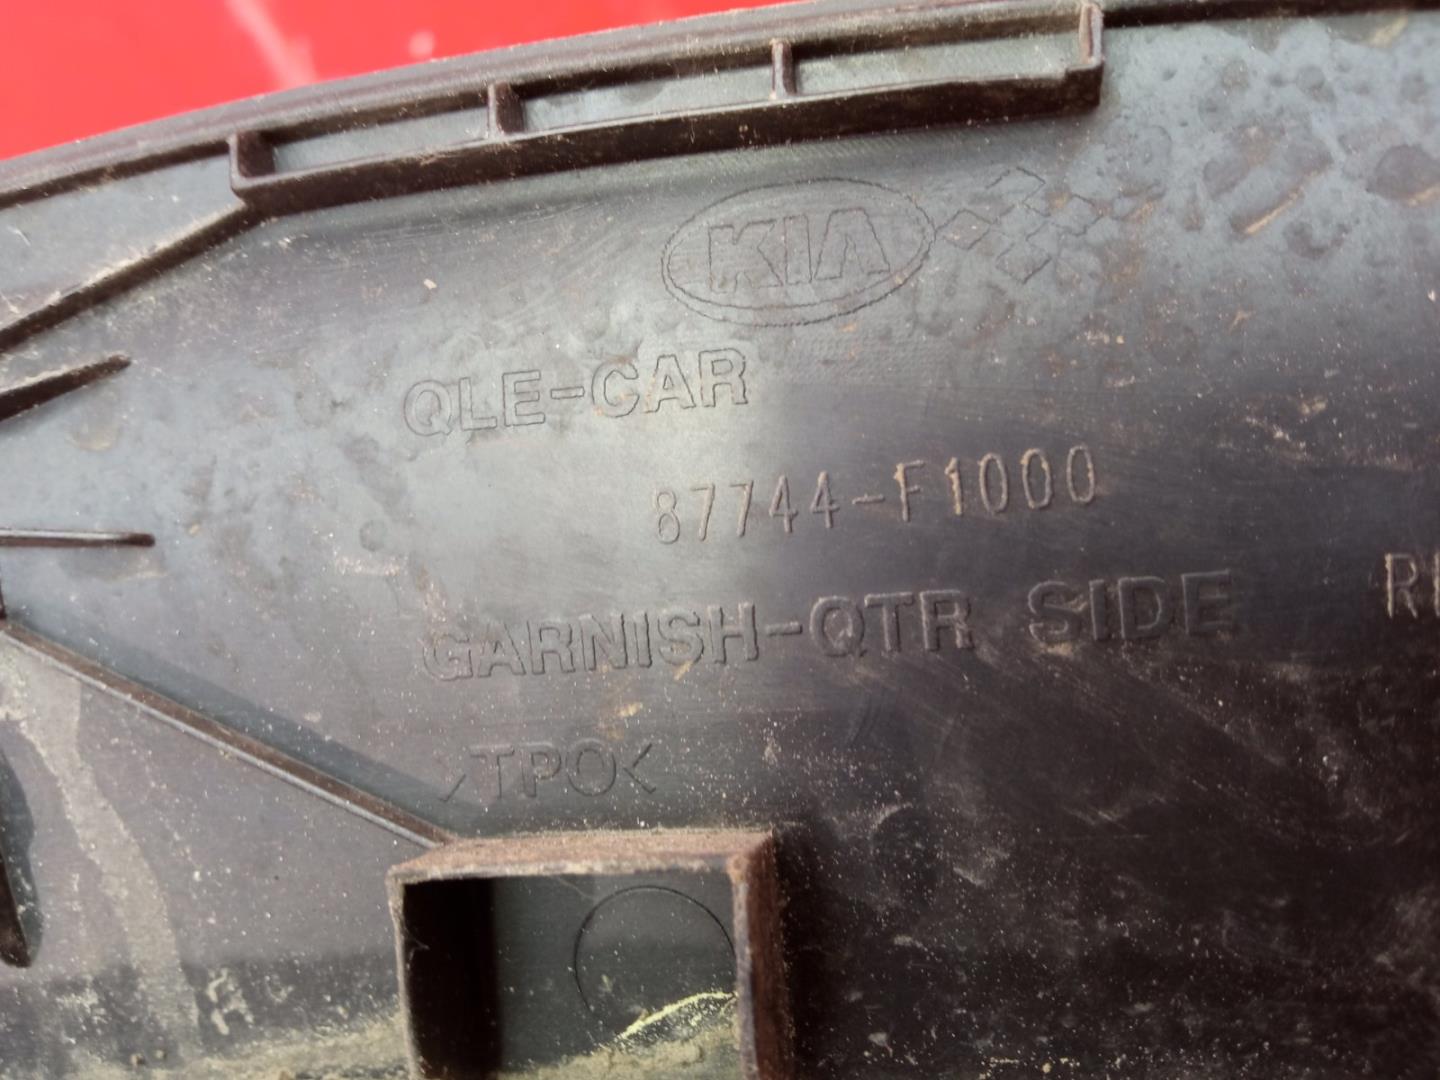 KIA
QLE-CAR
87744-F1000
GARNISH-QTR SIDE
>TPO<